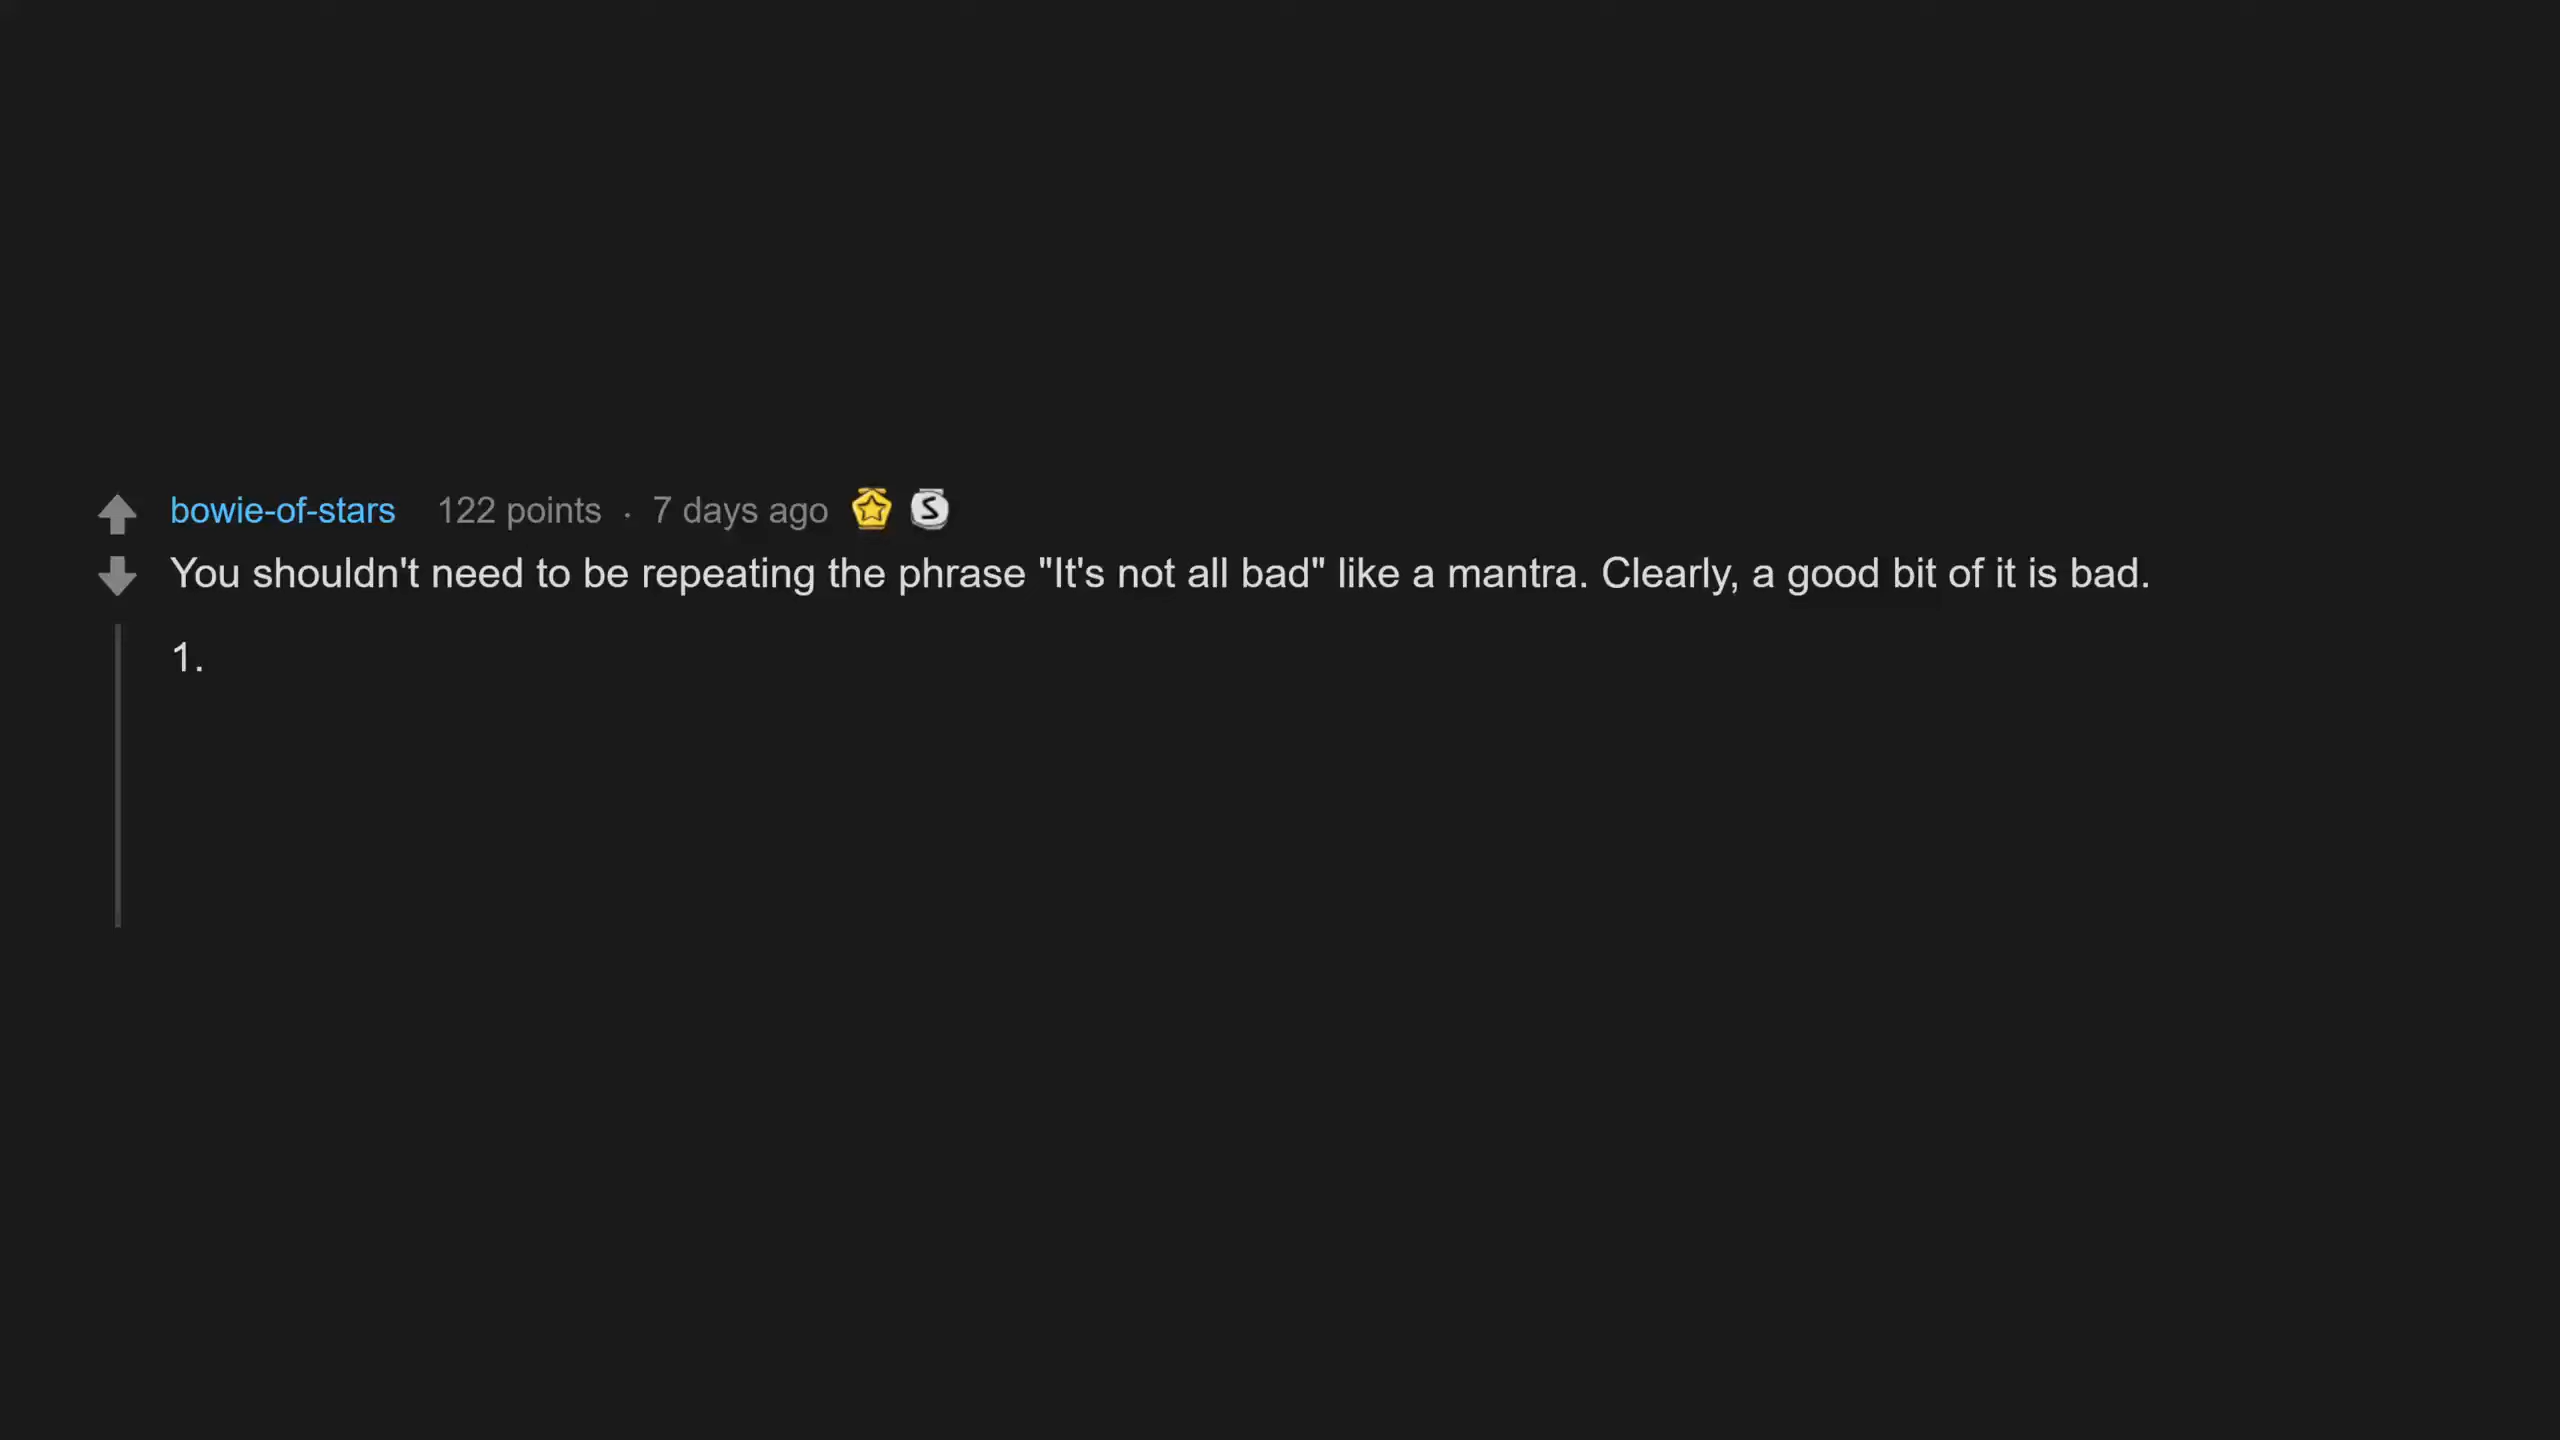 bowie-of-stars 122 points · 7 days ago
You shouldn't need to be repeating the phrase "It's not all bad" like a mantra. Clearly, a good bit of it is bad.
1.